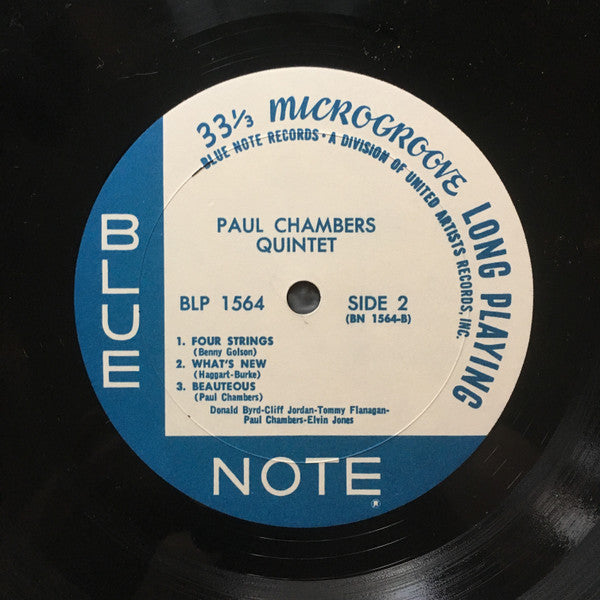 33⅓ MICROGROOVE LONG PLAYING
BLUE NOTE RECORDS • A DIVISION OF UNITED ARTISTS RECORDS, INC.
PAUL CHAMBERS
QUINTET
BLP 1564 SIDE 2
(BN 1564-B)
1. FOUR STRINGS
(Benny Golson)
2. WHAT'S NEW
(Haggart-Burke)
3. BEAUTEOUS
(Paul Chambers)
Donald Byrd-Cliff Jordan-Tommy Flanagan-
Paul Chambers-Elvin Jones
BLUE
NOTE®